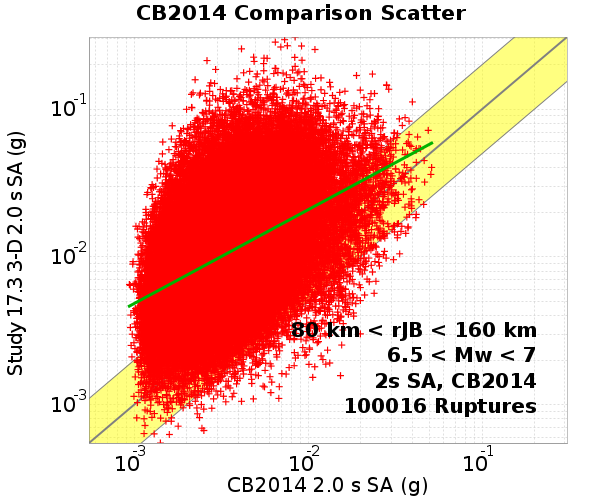 CB2014 Comparison Scatter
Study 17.3 3-D 2.0 s SA (g)
10-1
10-2
10-3
80 km < rJB < 160 km
6.5 < Mw < 7
2s SA, CB2014
100016 Ruptures
10-3 10-2 10-1
CB2014 2.0 s SA (g)